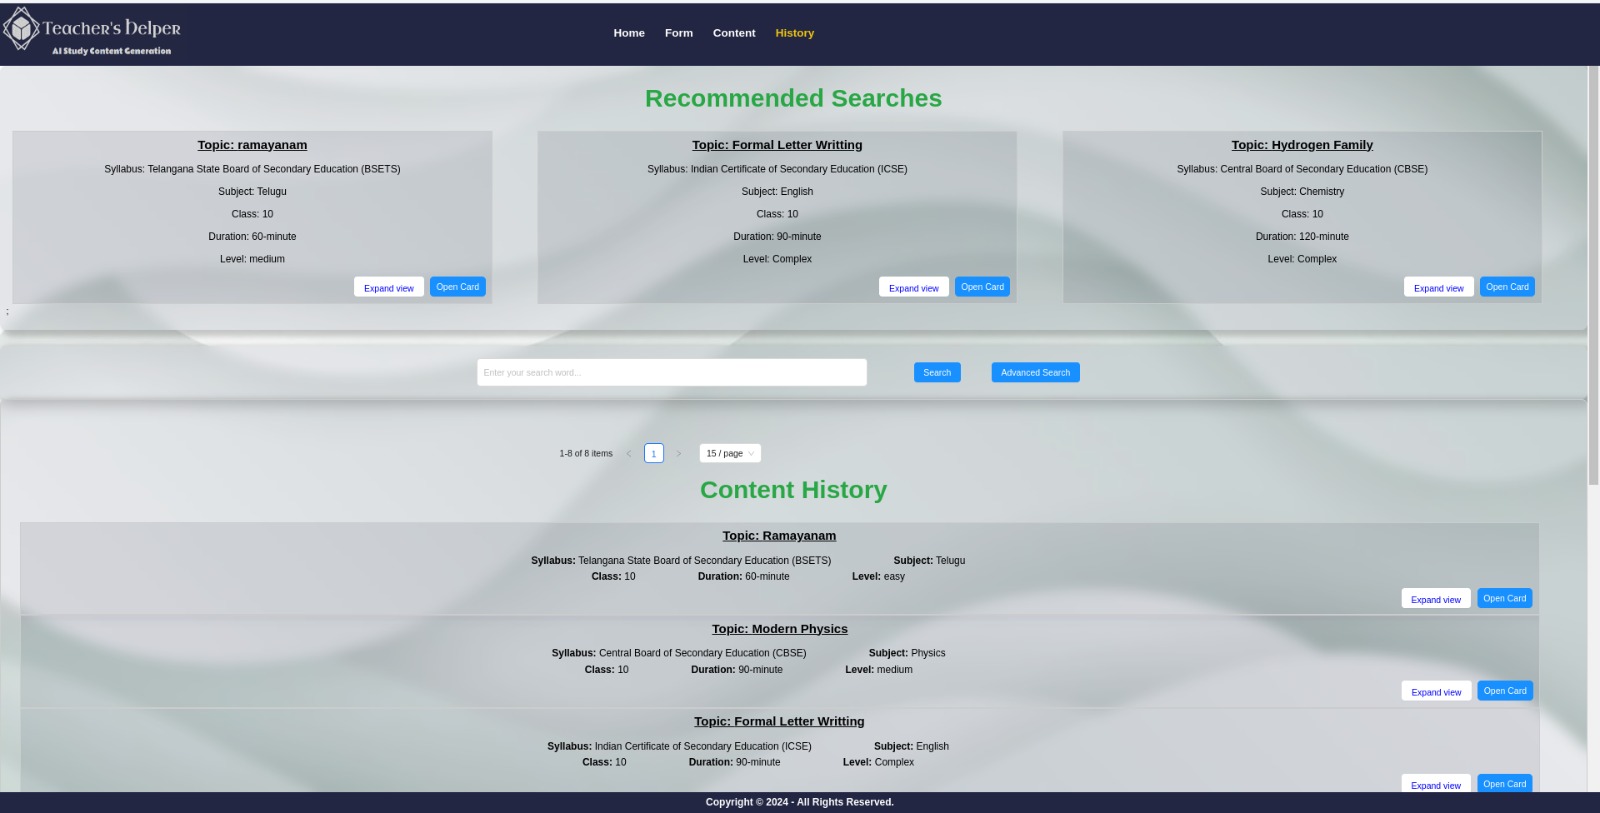 Teacher's Helper
AI Study Content Generation
Home Form Content History
Recommended Searches
Topic: ramayanam
Syllabus: Telangana State Board of Secondary Education (BSETS)
Subject: Telugu
Class: 10
Duration: 60-minute
Level: medium
Expand view Open Card
Topic: Formal Letter Writting
Syllabus: Indian Certificate of Secondary Education (ICSE)
Subject: English
Class: 10
Duration: 90-minute
Level: Complex
Expand view Open Card
Topic: Hydrogen Family
Syllabus: Central Board of Secondary Education (CBSE)
Subject: Chemistry
Class: 10
Duration: 120-minute
Level: Complex
Expand view Open Card
;
Enter your search word... Search Advanced Search
1-8 of 8 items < 1 > 15 / page
Content History
Topic: Ramayanam
Syllabus: Telangana State Board of Secondary Education (BSETS) Subject: Telugu
Class: 10 Duration: 60-minute Level: easy
Expand view Open Card
Topic: Modern Physics
Syllabus: Central Board of Secondary Education (CBSE) Subject: Physics
Class: 10 Duration: 90-minute Level: medium
Expand view Open Card
Topic: Formal Letter Writting
Syllabus: Indian Certificate of Secondary Education (ICSE) Subject: English
Class: 10 Duration: 90-minute Level: Complex
Expand view Open Card
Copyright © 2024 - All Rights Reserved.